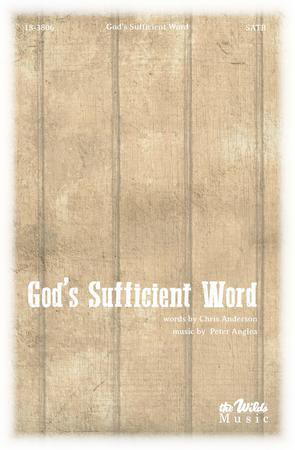 LS-3806 God's Sufficient Word SATB
God's Sufficient Word
words by Chris Anderson
music by Peter Anglea
the Wilds
Music